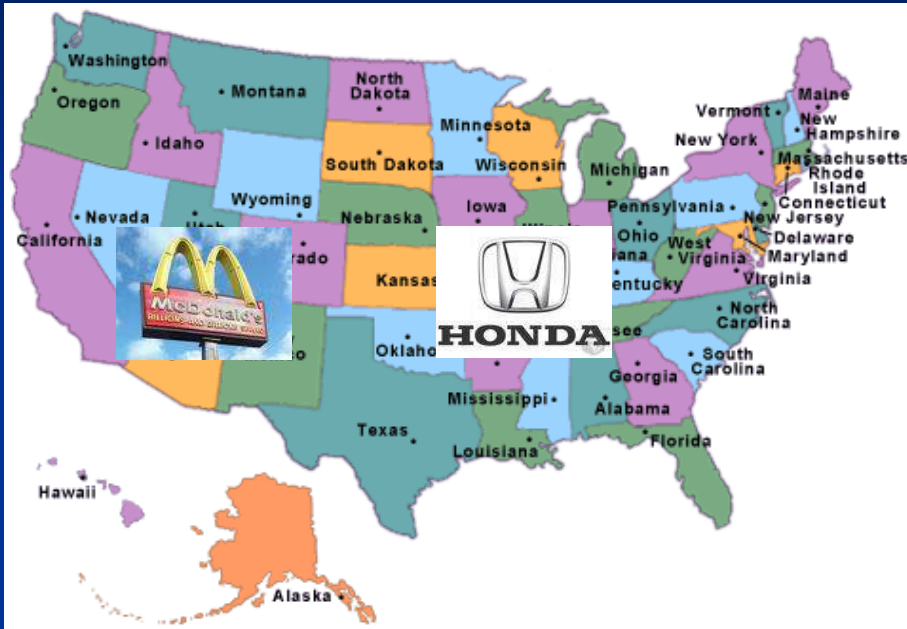 Washington
Montana
North
Dakota
Minnesota
Oregon
Idaho
South Dakota
Wisconsin
Michigan
Vermont
Maine
New
Hampshire
New York
Massachusetts
Rhode
Island
Connecticut
Wyoming
Iowa
Nebraska
Pennsylvania
New Jersey
Nevada
Ohio
Delaware
West
Virginia
Maryland
California
Kansas
Virginia
McDonald's
HONDA
North
Carolina
South
Carolina
Georgia
Mississippi
Alabama
Texas
Louisiana
Florida
Hawaii
Alaska